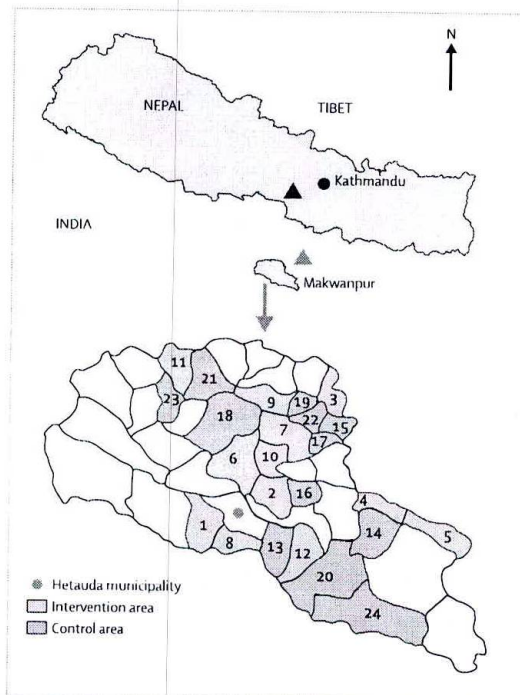 N
NEPAL
TIBET
Kathmandu
INDIA
Makwanpur
11
21
23
9
19
3
18
22
15
7
17
6
10
2
16
4
1
14
5
8
13
12
20
24
Hetauda municipality
Intervention area
Control area